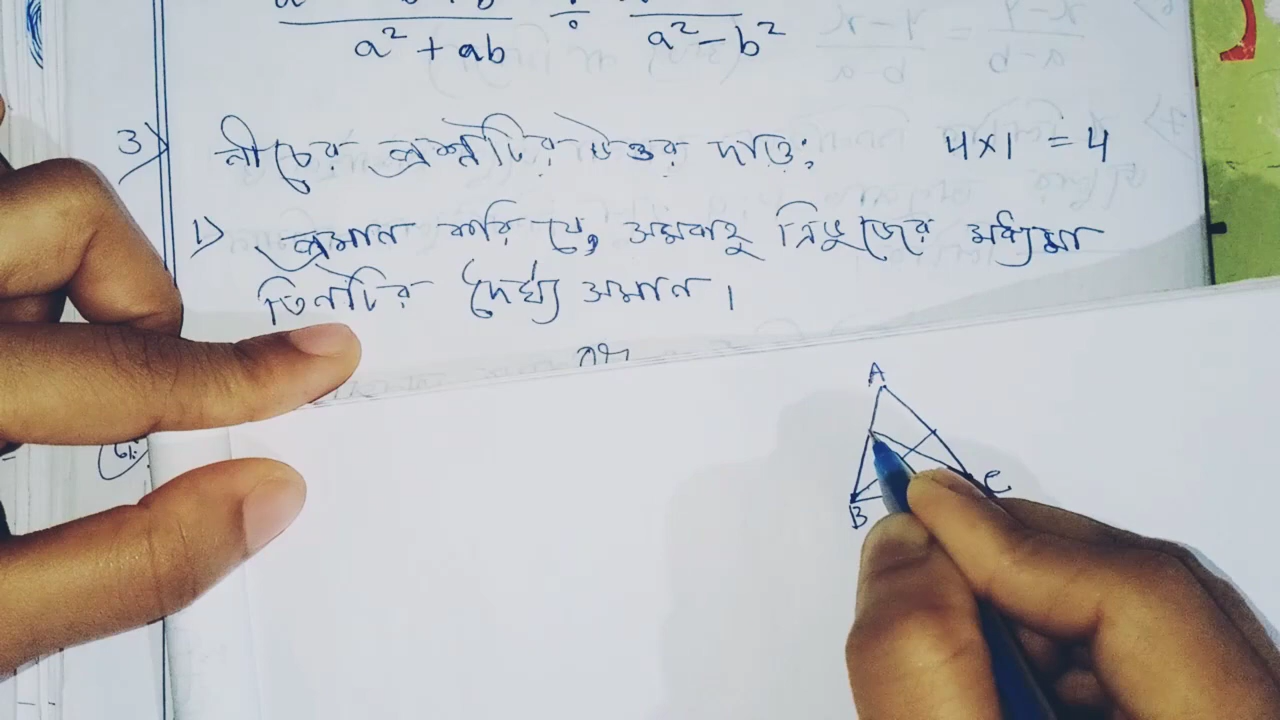 a² + ab ÷ a² − b²
3) নীচের প্রশ্নটির উত্তর দাও: 4×1 = 4
1) প্রমান করি যে, সমবাহু ত্রিভুজের মধ্যমা
তিনটির দৈর্ঘ্য সমান।
A
B C